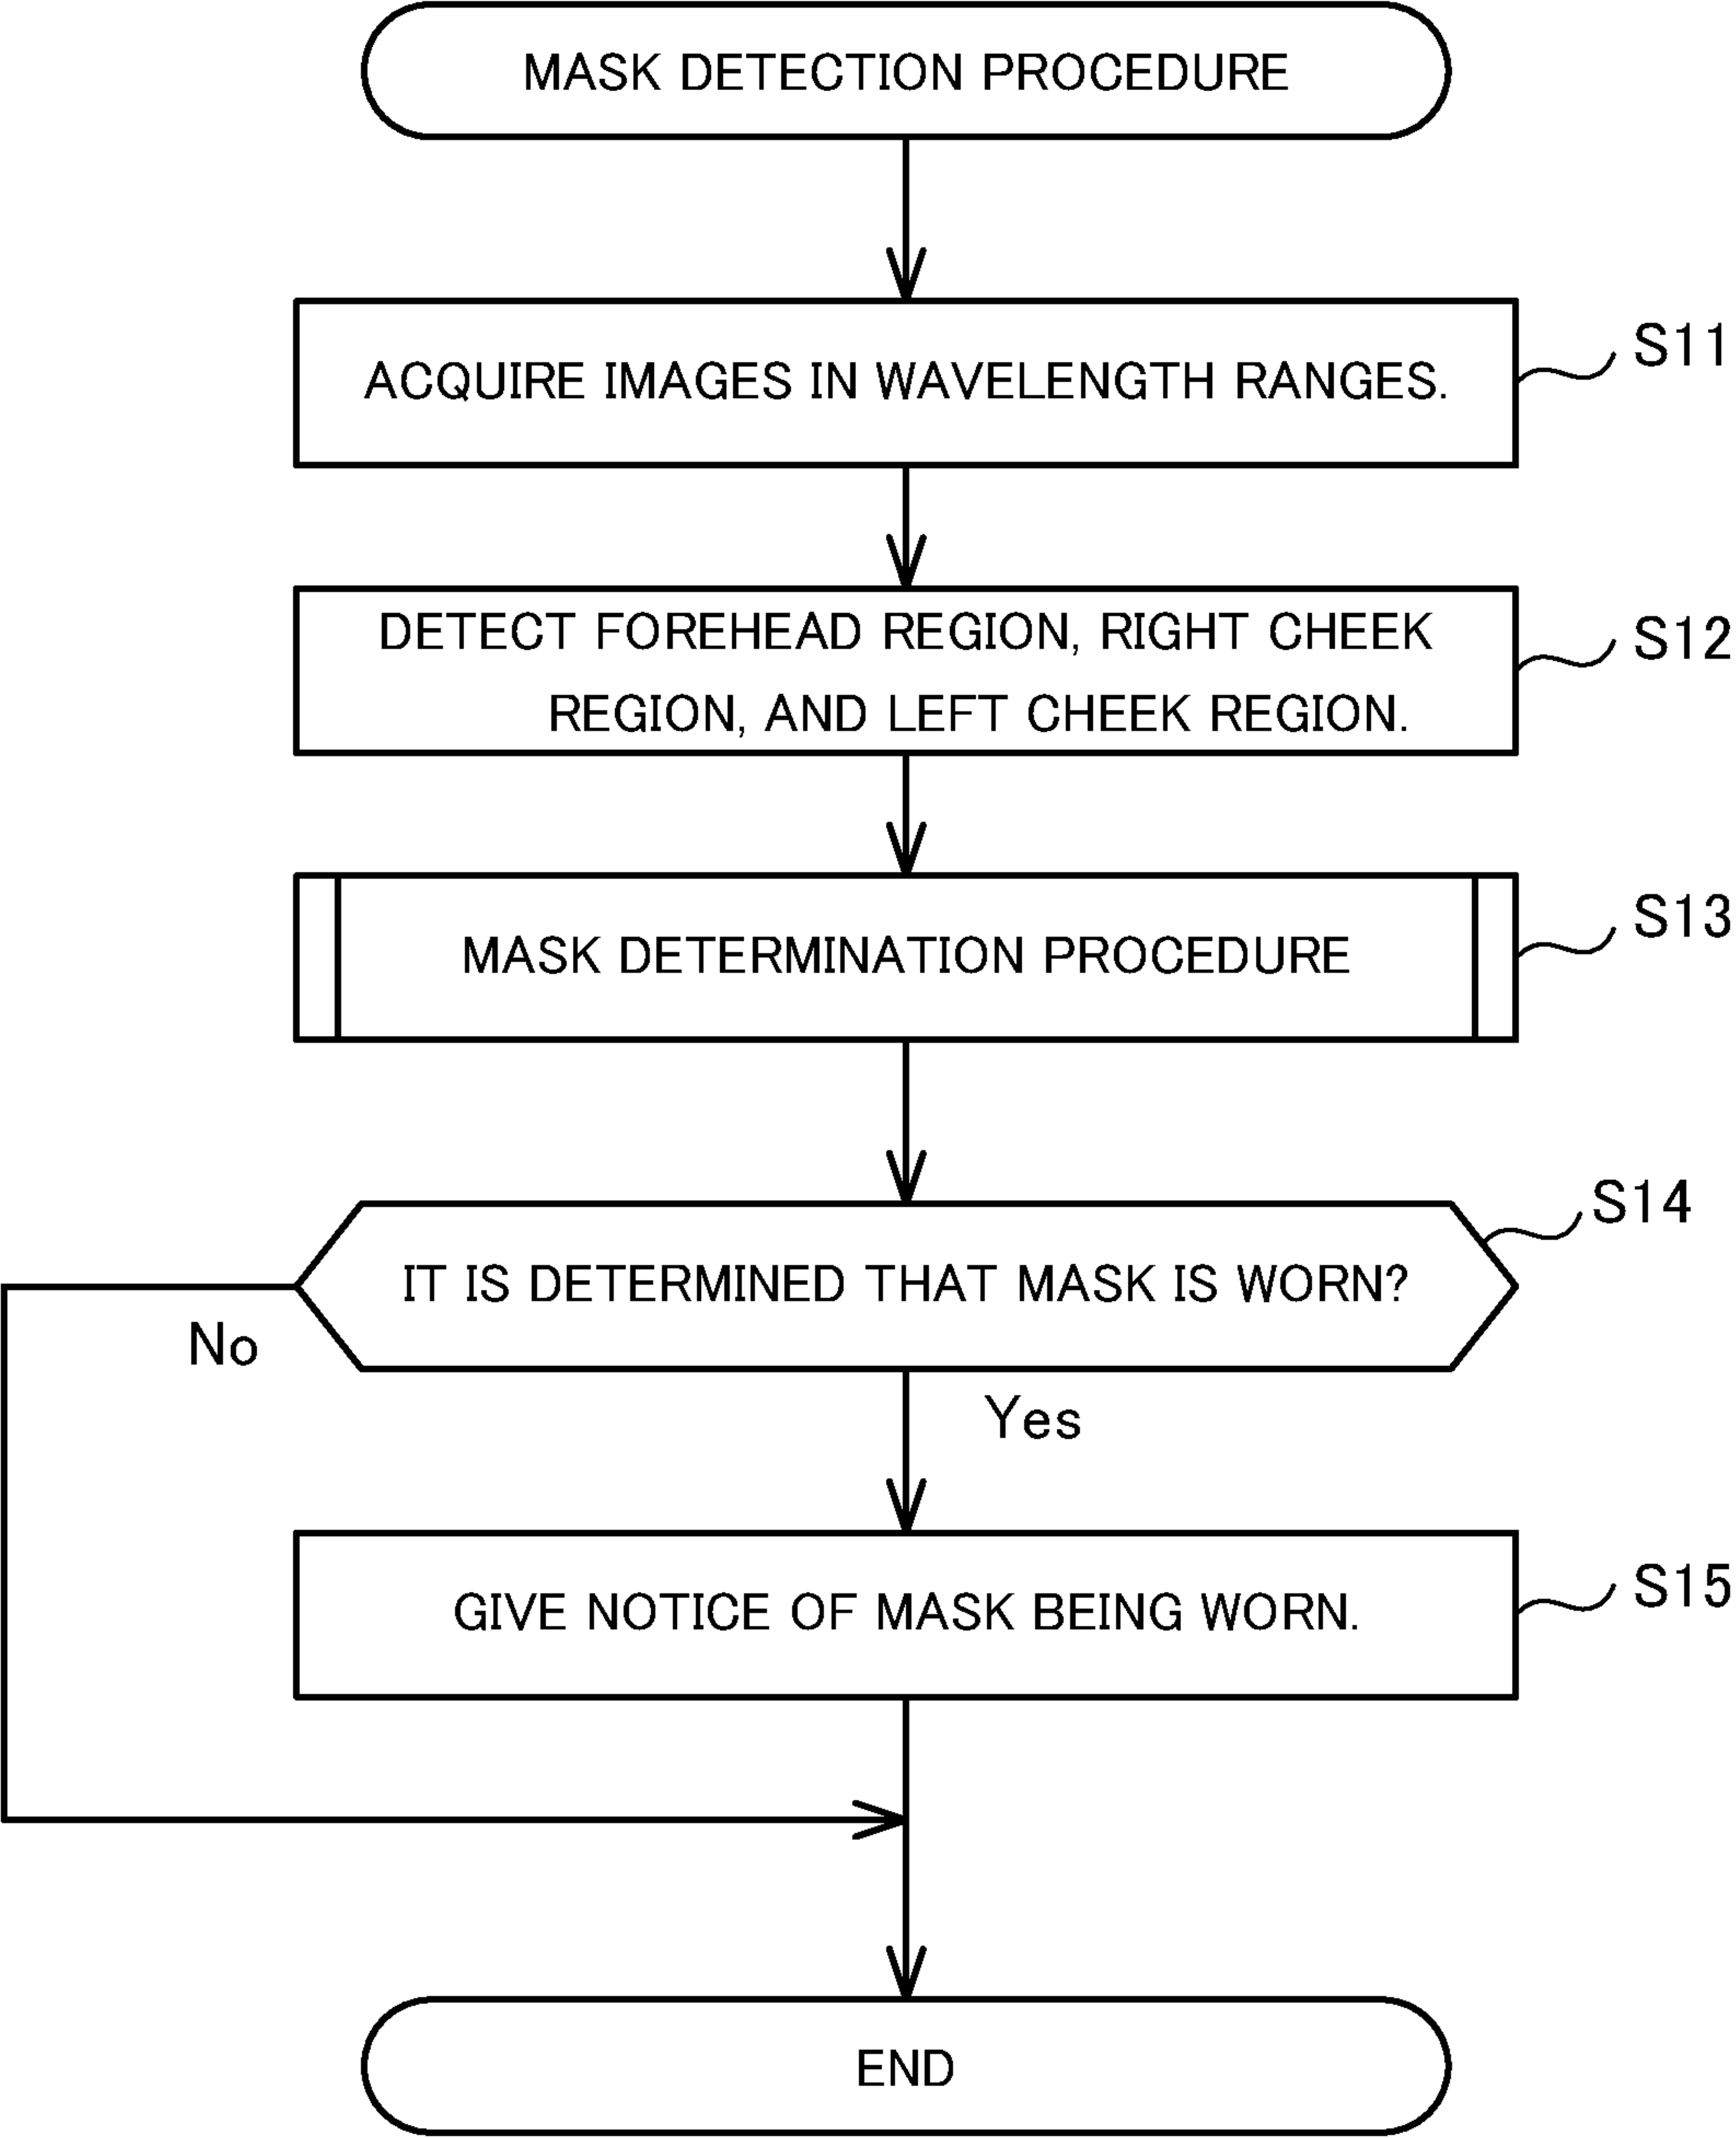 MASK DETECTION PROCEDURE
ACQUIRE IMAGES IN WAVELENGTH RANGES.
S11
DETECT FOREHEAD REGION, RIGHT CHEEK
REGION, AND LEFT CHEEK REGION.
S12
MASK DETERMINATION PROCEDURE
S13
IT IS DETERMINED THAT MASK IS WORN?
S14
No
Yes
GIVE NOTICE OF MASK BEING WORN.
S15
END